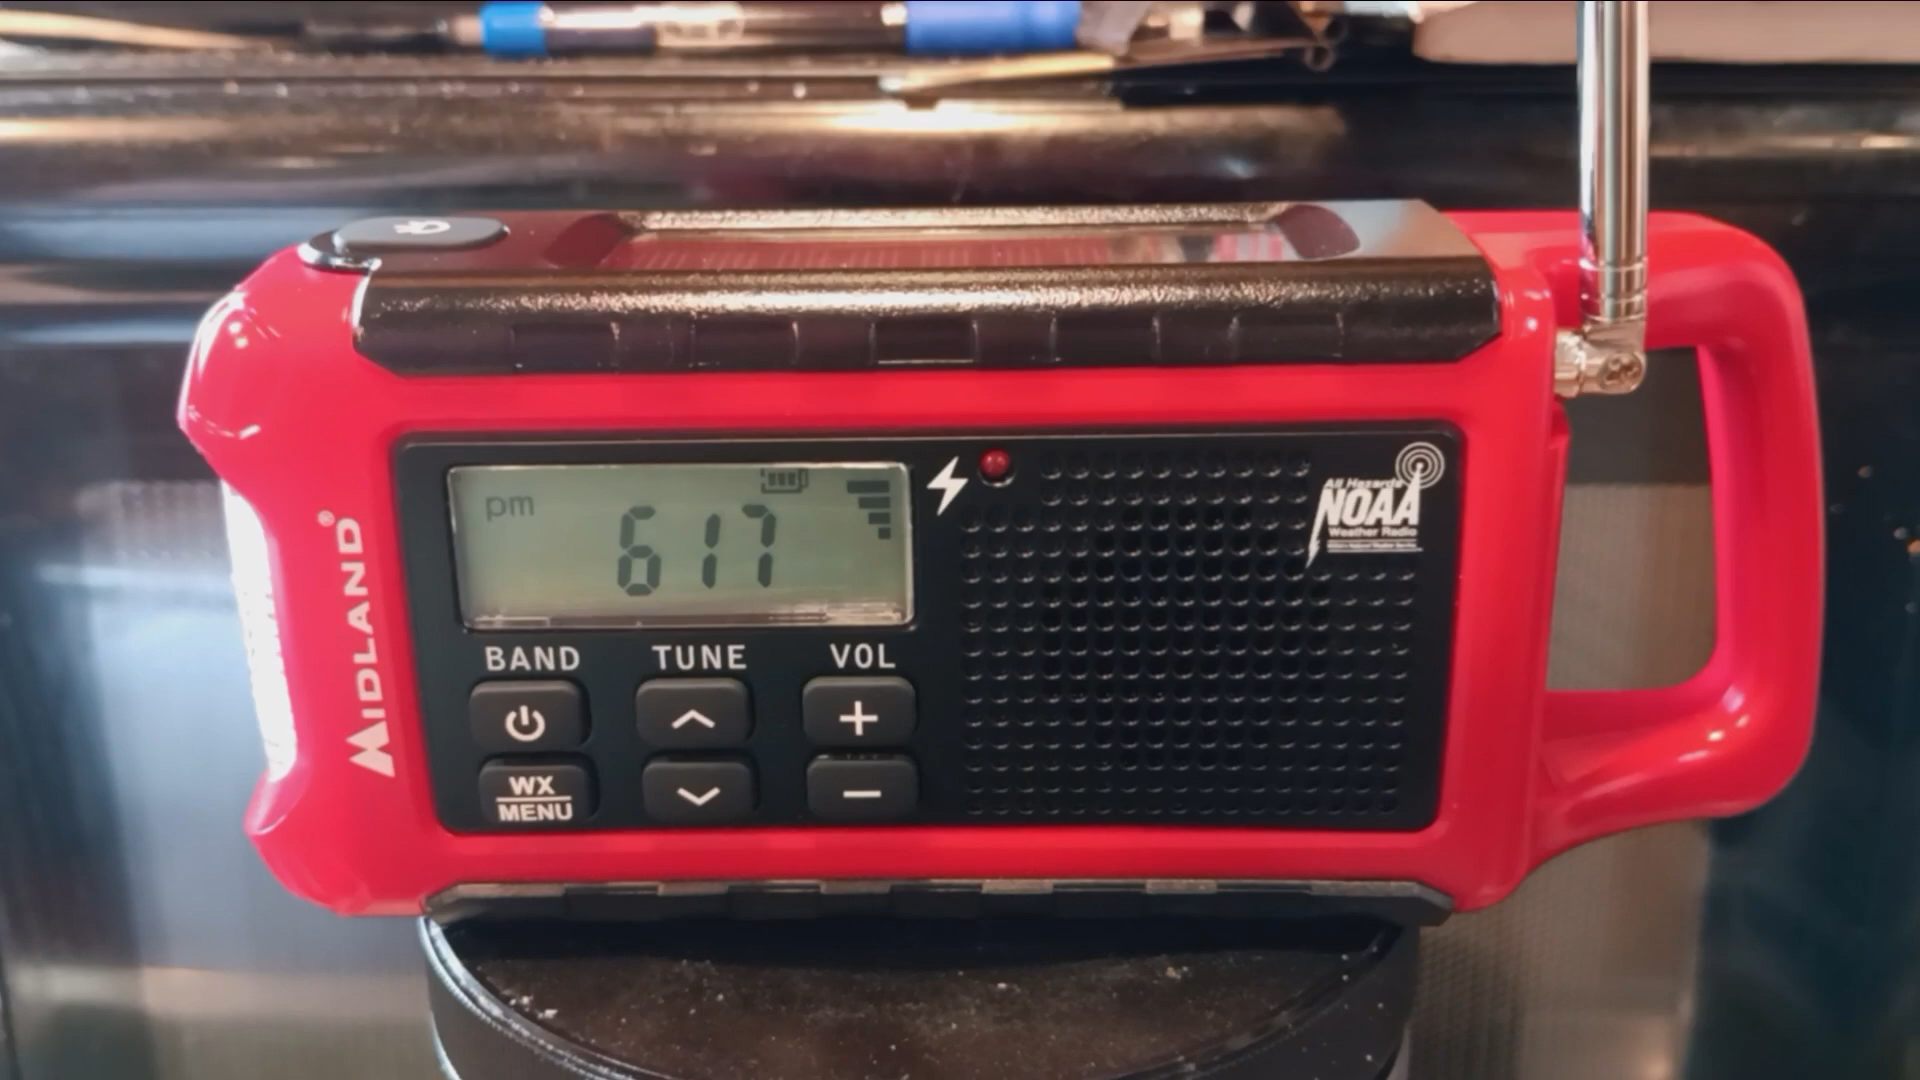 pm
617
MIDLAND®
BAND TUNE VOL
WX
MENU
All Hazards
NOAA
Weather Radio